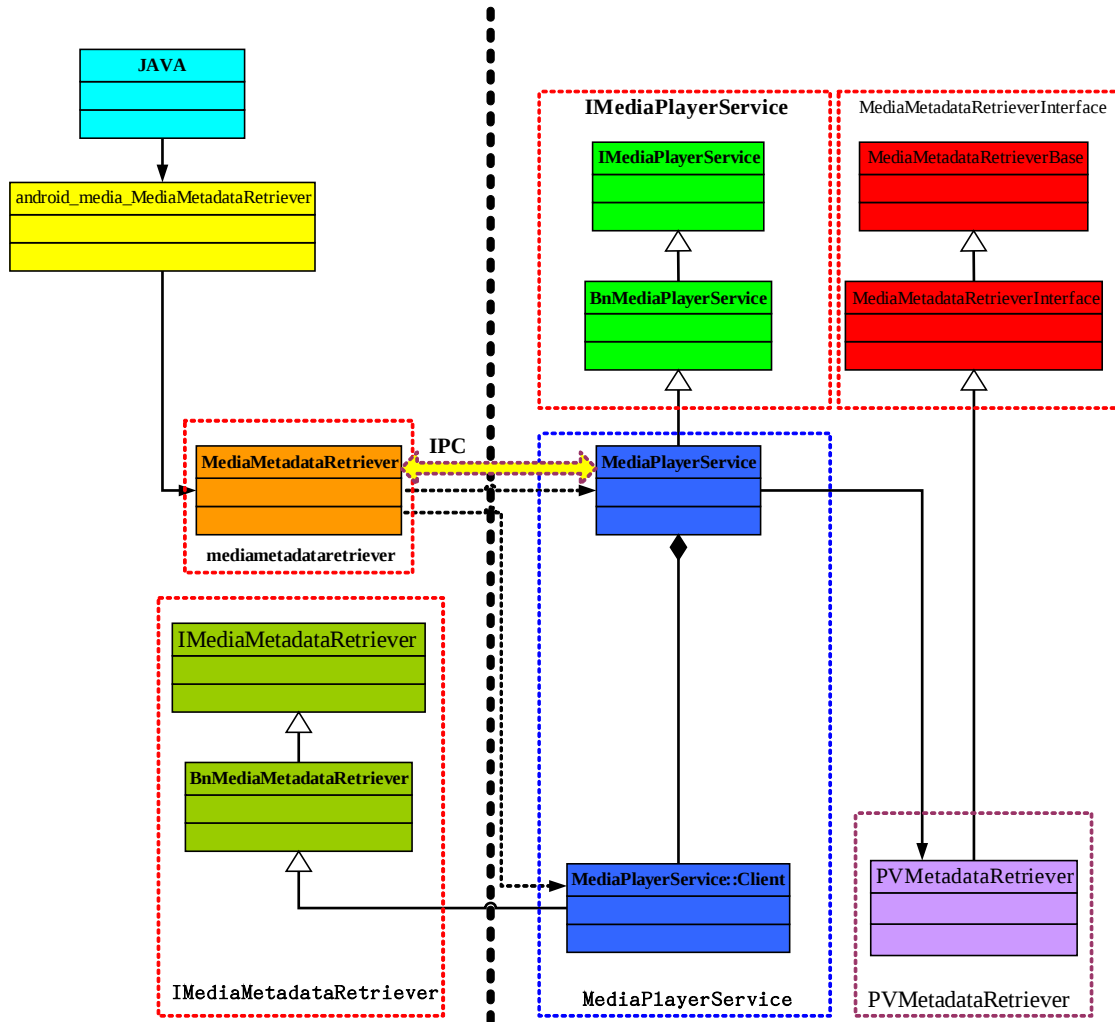 JAVA
android_media_MediaMetadataRetriever
IMediaPlayerService
IMediaPlayerService
BnMediaPlayerService
MediaMetadataRetrieverInterface
MediaMetadataRetrieverBase
MediaMetadataRetrieverInterface
MediaMetadataRetriever
mediametadataretriever
IPC
MediaPlayerService
IMediaMetadataRetriever
BnMediaMetadataRetriever
IMediaMetadataRetriever
MediaPlayerService::Client
MediaPlayerService
PVMetadataRetriever
PVMetadataRetriever